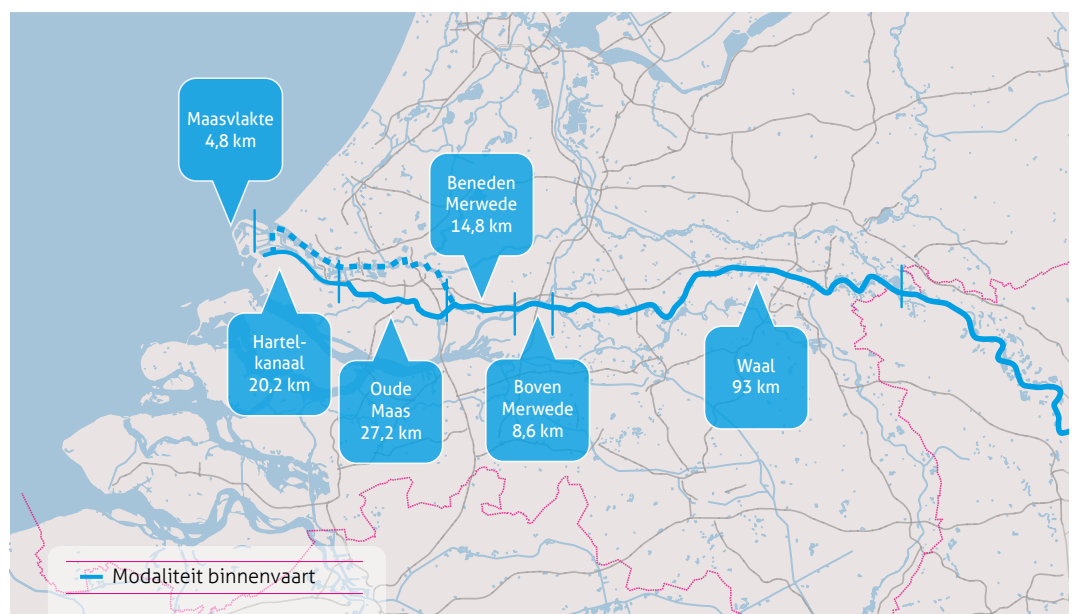 Maasvlakte
4,8 km
Beneden
Merwede
14,8 km
Hartel-
kanaal
20,2 km
Oude
Maas
27,2 km
Boven
Merwede
8,6 km
Waal
93 km
Modaliteit binnenvaart